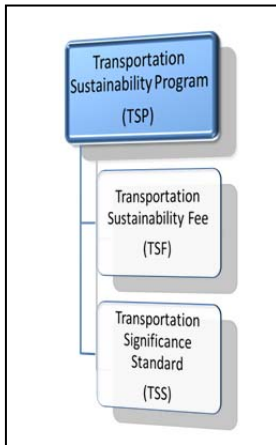 Transportation
Sustainability Program
(TSP)
Transportation
Sustainability Fee
(TSF)
Transportation
Significance
Standard
(TSS)